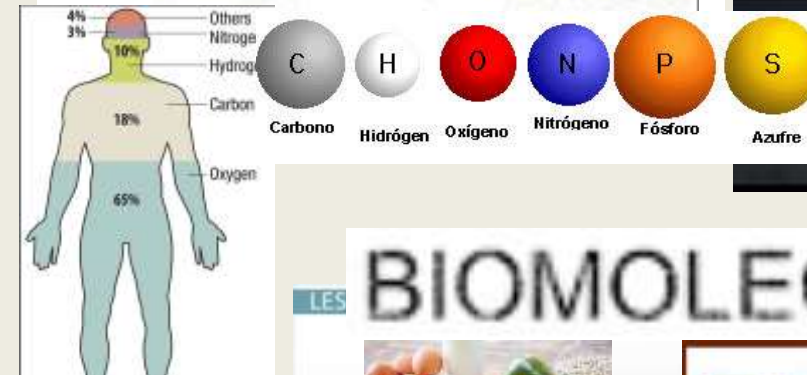 4%
Others
3%
Nitroge
10%
Hydrog
Carbon
18%
Oxygen
65%
C H O N P S
Carbono Hidrógen Oxígeno Nitrógeno Fósforo Azufre
LES
BIOMOLE